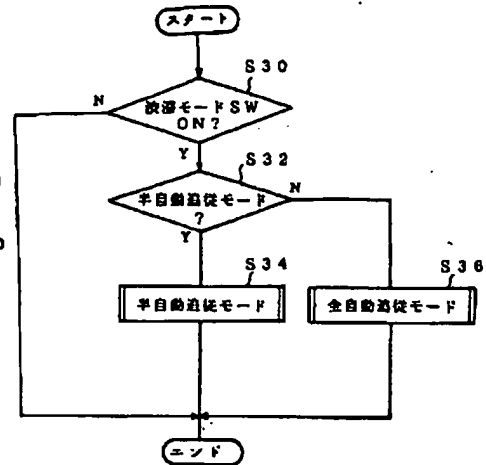 スタート
S30
渋滞モードSW
ON?
N
Y
S32
半自動追従モード
?
N
Y
S34
半自動追従モード
S36
全自動追従モード
エンド